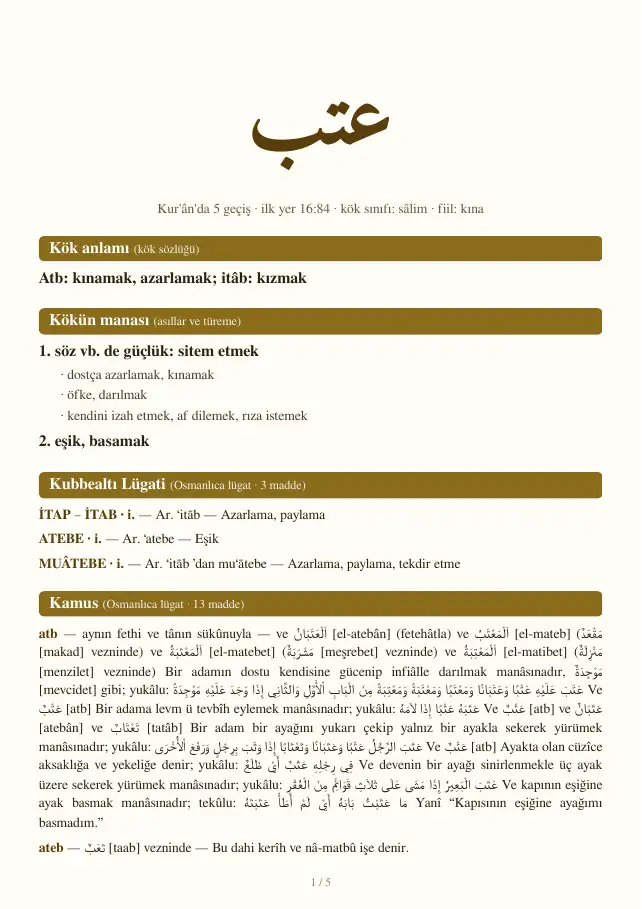 عتب
Kur'ân'da 5 geçiş · ilk yer 16:84 · kök sınıfı: sâlim · fiil: kına
Kök anlamı (kök sözlüğü)
Atb: kınamak, azarlamak; itâb: kızmak
Kökün manası (asıllar ve türeme)
1. söz vb. de güçlük: sitem etmek
· dostça azarlamak, kınamak
· öfke, darılmak
· kendini izah etmek, af dilemek, rıza istemek
2. eşik, basamak
Kubbealtı Lügati (Osmanlıca lügat · 3 madde)
İTAP – İTAB · i. — Ar. ‘itāb — Azarlama, paylama
ATEBE · i. — Ar. ‘atebe — Eşik
MUÂTEBE · i. — Ar. ‘itāb ’dan mu‘ātebe — Azarlama, paylama, tekdir etme
Kamus (Osmanlıca lügat · 13 madde)
atb — aynın fethi ve tânın sükûnuyla — ve اَلْعَتَبَانُ [el-atebân] (fetehâtla) ve اَلْمَعْتَبُ [el-mateb] (مَقْعَدٌ
[makad] vezninde) ve اَلْمَعْتَبَةُ [el-matebet] (مَشْرَبَةٌ [meşrebet] vezninde) ve اَلْمَعْتِبَةُ [el-matibet] (مَنْزِلَةٌ
[menzilet] vezninde) Bir adamın dostu kendisine gücenip infiâlle darılmak manâsınadır, مَوْجِدَةٌ
[mevcidet] gibi; yukâlu: عَتَبَ عَلَيْهِ عَتْبًا وَعَتَبَانًا وَمَعْتَبًا وَمَعْتَبَةً وَمَعْتِبَةً مِنَ الْبَابِ الْأَوَّلِ وَالثَّانِي إِذَا وَجَدَ عَلَيْهِ مَوْجِدَةً Ve
عَتْبٌ [atb] Bir adama levm ü tevbîh eylemek manâsınadır; yukâlu: عَتَبَهُ عَتْبًا إِذَا لَامَهُ Ve عَتْبٌ [atb] ve عَتَبَانٌ
[atebân] ve تَعْتَابٌ [tatâb] Bir adam bir ayağını yukarı çekip yalnız bir ayakla sekerek yürümek
manâsınadır; yukâlu: عَتَبَ الرَّجُلُ عَتْبًا وَعَتَبَانًا وَتَعْتَابًا إِذَا وَثَبَ بِرِجْلٍ وَرَفَعَ الْأُخْرَى Ve عَتْبٌ [atb] Ayakta olan cüzîce
aksaklığa ve yekeliğe denir; yukâlu: فِي رِجْلِهِ عَتْبٌ أَيْ ظَلْعٌ Ve devenin bir ayağı sinirlenmekle üç ayak
üzere sekerek yürümek manâsınadır; yukâlu: عَتَبَ الْبَعِيرُ إِذَا مَشَى عَلَى ثَلَاثِ قَوَائِمَ مِنَ الْعُقْرِ Ve kapının eşiğine
ayak basmak manâsınadır; tekûlu: مَا عَتَبْتُ بَابَهُ أَيْ لَمْ أَطَأْ عَتَبَتَهُ Yanî “Kapısının eşiğine ayağımı
basmadım.”
ateb — تَعَبٌ [taab] vezninde — Bu dahi kerîh ve nâ-matbû işe denir.
1 / 5